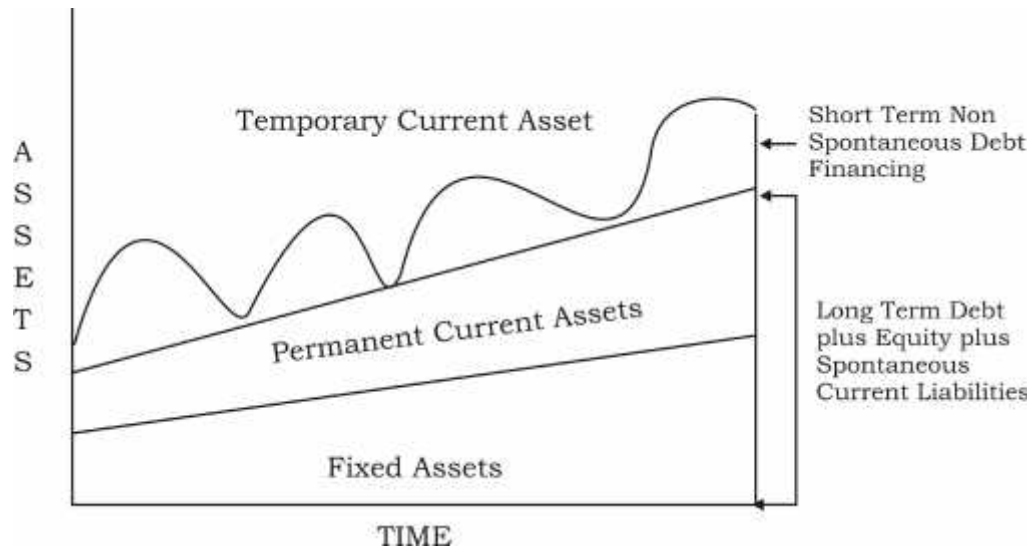 Temporary Current Asset
Short Term Non
Spontaneous Debt
Financing
A
S
S
E
T
S
Permanent Current Assets
Long Term Debt
plus Equity plus
Spontaneous
Current Liabilities
Fixed Assets
TIME